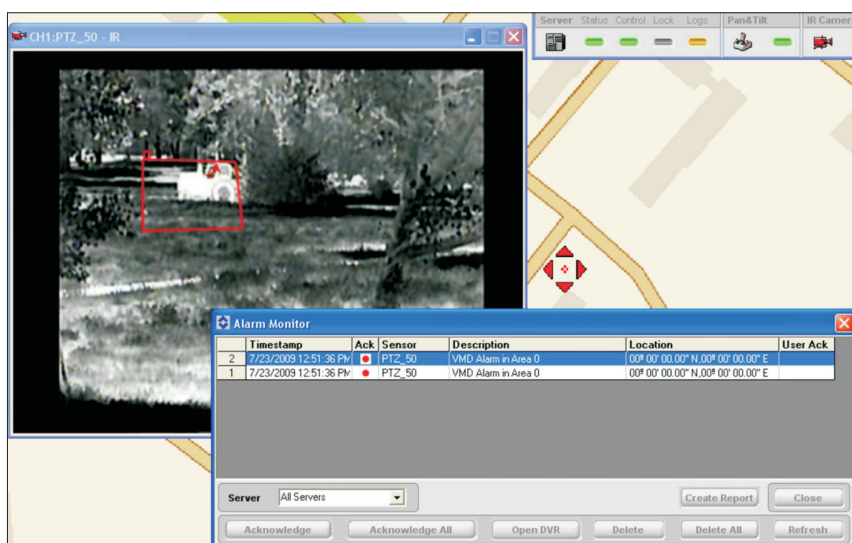 CH1:PTZ_50 - IR
Server Status Control Lock Logs Pan&Tilt IR Camer
0
Alarm Monitor
Timestamp Ack Sensor Description Location User Ack
2 7/23/2009 12:51:36 PM PTZ_50 VMD Alarm in Area 0 00º 00' 00.00" N,00º 00' 00.00" E
1 7/23/2009 12:51:36 PM PTZ_50 VMD Alarm in Area 0 00º 00' 00.00" N,00º 00' 00.00" E
Server All Servers Create Report Close
Acknowledge Acknowledge All Open DVR Delete Delete All Refresh